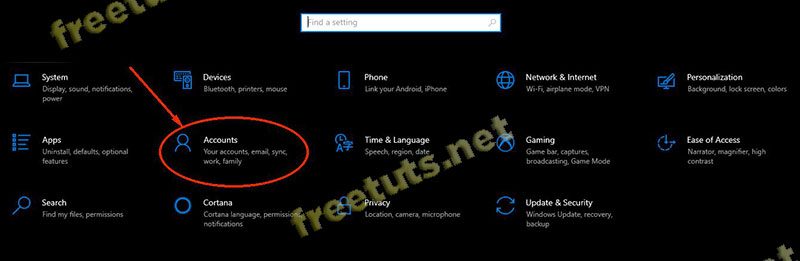 Find a setting
System
Display, sound, notifications,
power
Devices
Bluetooth, printers, mouse
Phone
Link your Android, iPhone
Network & Internet
Wi-Fi, airplane mode, VPN
Personalization
Background, lock screen, colors
Apps
Uninstall, defaults, optional
features
Accounts
Your accounts, email, sync,
work, family
Time & Language
Speech, region, date
Gaming
Game bar, captures,
broadcasting, Game Mode
Ease of Access
Narrator, magnifier, high
contrast
Search
Find my files, permissions
Cortana
Cortana language, permissions,
notifications
Privacy
Location, camera, microphone
Update & Security
Windows Update, recovery,
backup
freetuts.net
freetuts.net